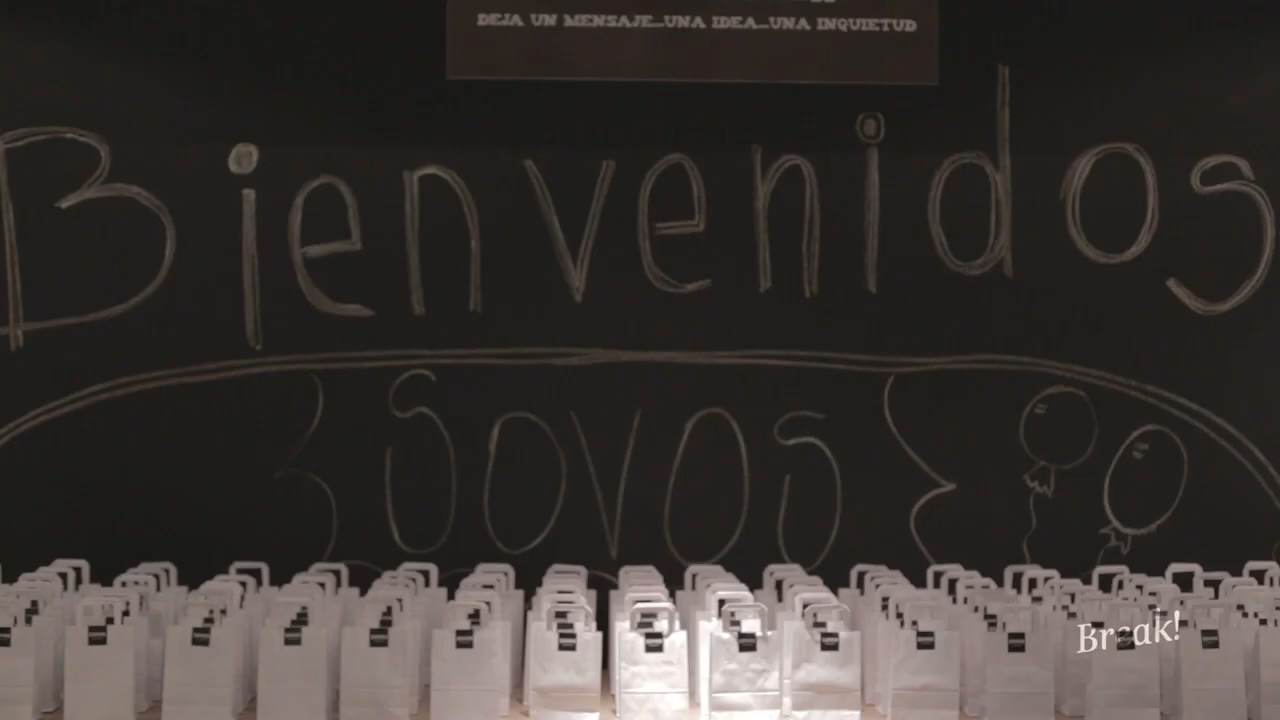 DEJA UN MENSAJE...UNA IDEA...UNA INQUIETUD
Bienvenidos
SOVOS
Break!